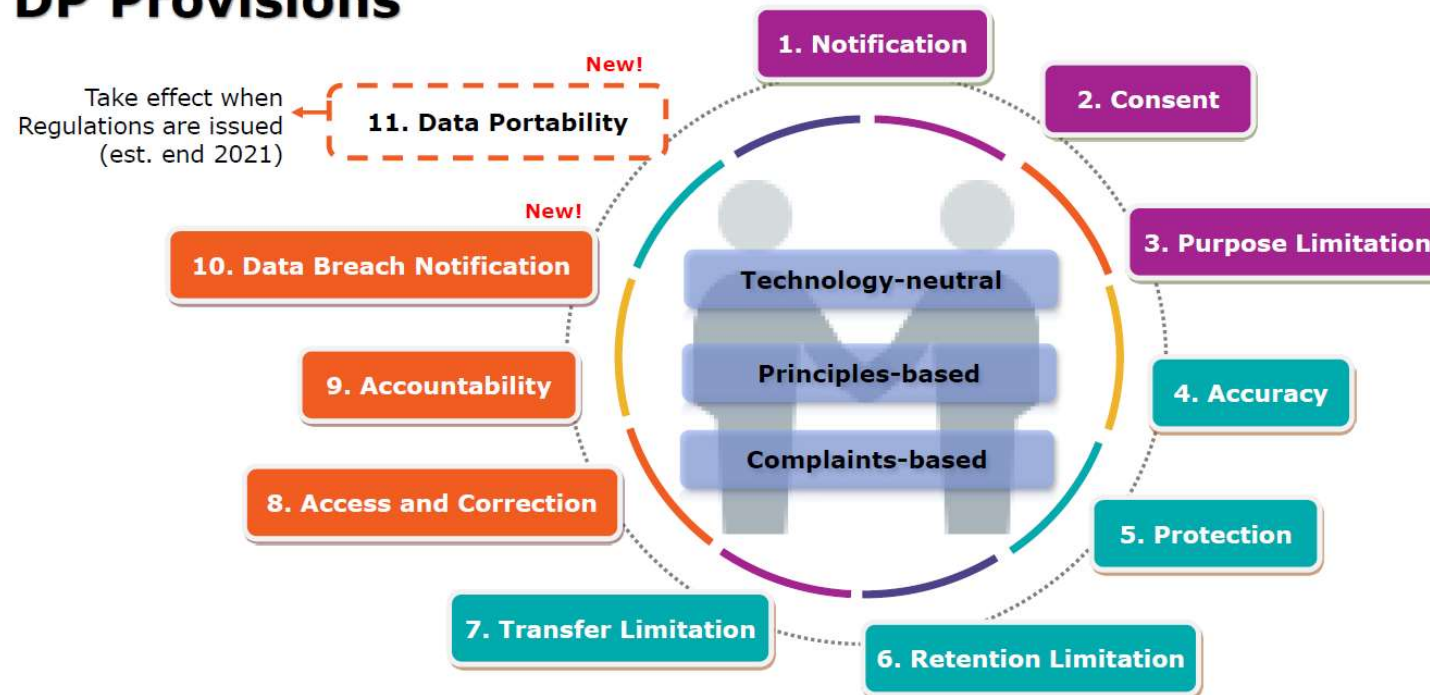 DP Provisions
1. Notification
New!
2. Consent
Take effect when
Regulations are issued
(est. end 2021)
11. Data Portability
New!
3. Purpose Limitation
10. Data Breach Notification
Technology-neutral
9. Accountability
Principles-based
4. Accuracy
Complaints-based
8. Access and Correction
5. Protection
7. Transfer Limitation
6. Retention Limitation